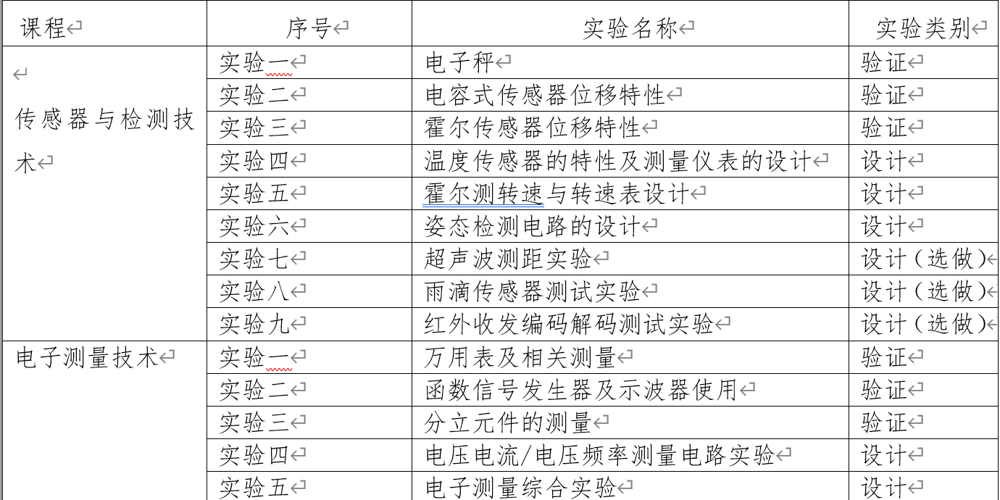 课程 序号 实验名称 实验类别
传感器与检测技术
实验一 电子秤 验证
实验二 电容式传感器位移特性 验证
实验三 霍尔传感器位移特性 验证
实验四 温度传感器的特性及测量仪表的设计 设计
实验五 霍尔测转速与转速表设计 设计
实验六 姿态检测电路的设计 设计
实验七 超声波测距实验 设计（选做）
实验八 雨滴传感器测试实验 设计（选做）
实验九 红外收发编码解码测试实验 设计（选做）
电子测量技术 实验一 万用表及相关测量 验证
实验二 函数信号发生器及示波器使用 验证
实验三 分立元件的测量 验证
实验四 电压电流/电压频率测量电路实验 设计
实验五 电子测量综合实验 设计